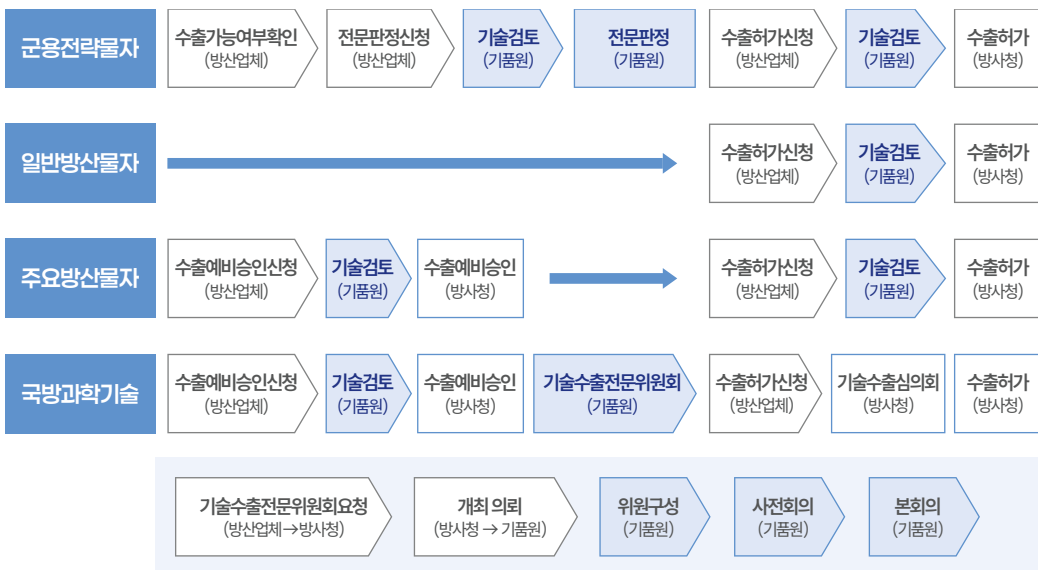 군용전략물자
수출가능여부확인
(방산업체)
전문판정신청
(방산업체)
기술검토
(기품원)
전문판정
(기품원)
수출허가신청
(방산업체)
기술검토
(기품원)
수출허가
(방사청)
일반방산물자
수출허가신청
(방산업체)
기술검토
(기품원)
수출허가
(방사청)
주요방산물자
수출예비승인신청
(방산업체)
기술검토
(기품원)
수출예비승인
(방사청)
수출허가신청
(방산업체)
기술검토
(기품원)
수출허가
(방사청)
국방과학기술
수출예비승인신청
(방산업체)
기술검토
(기품원)
수출예비승인
(방사청)
기술수출전문위원회
(기품원)
수출허가신청
(방산업체)
기술수출심의회
(방사청)
수출허가
(방사청)
기술수출전문위원회요청
(방산업체→방사청)
개최 의뢰
(방사청 → 기품원)
위원구성
(기품원)
사전회의
(기품원)
본회의
(기품원)